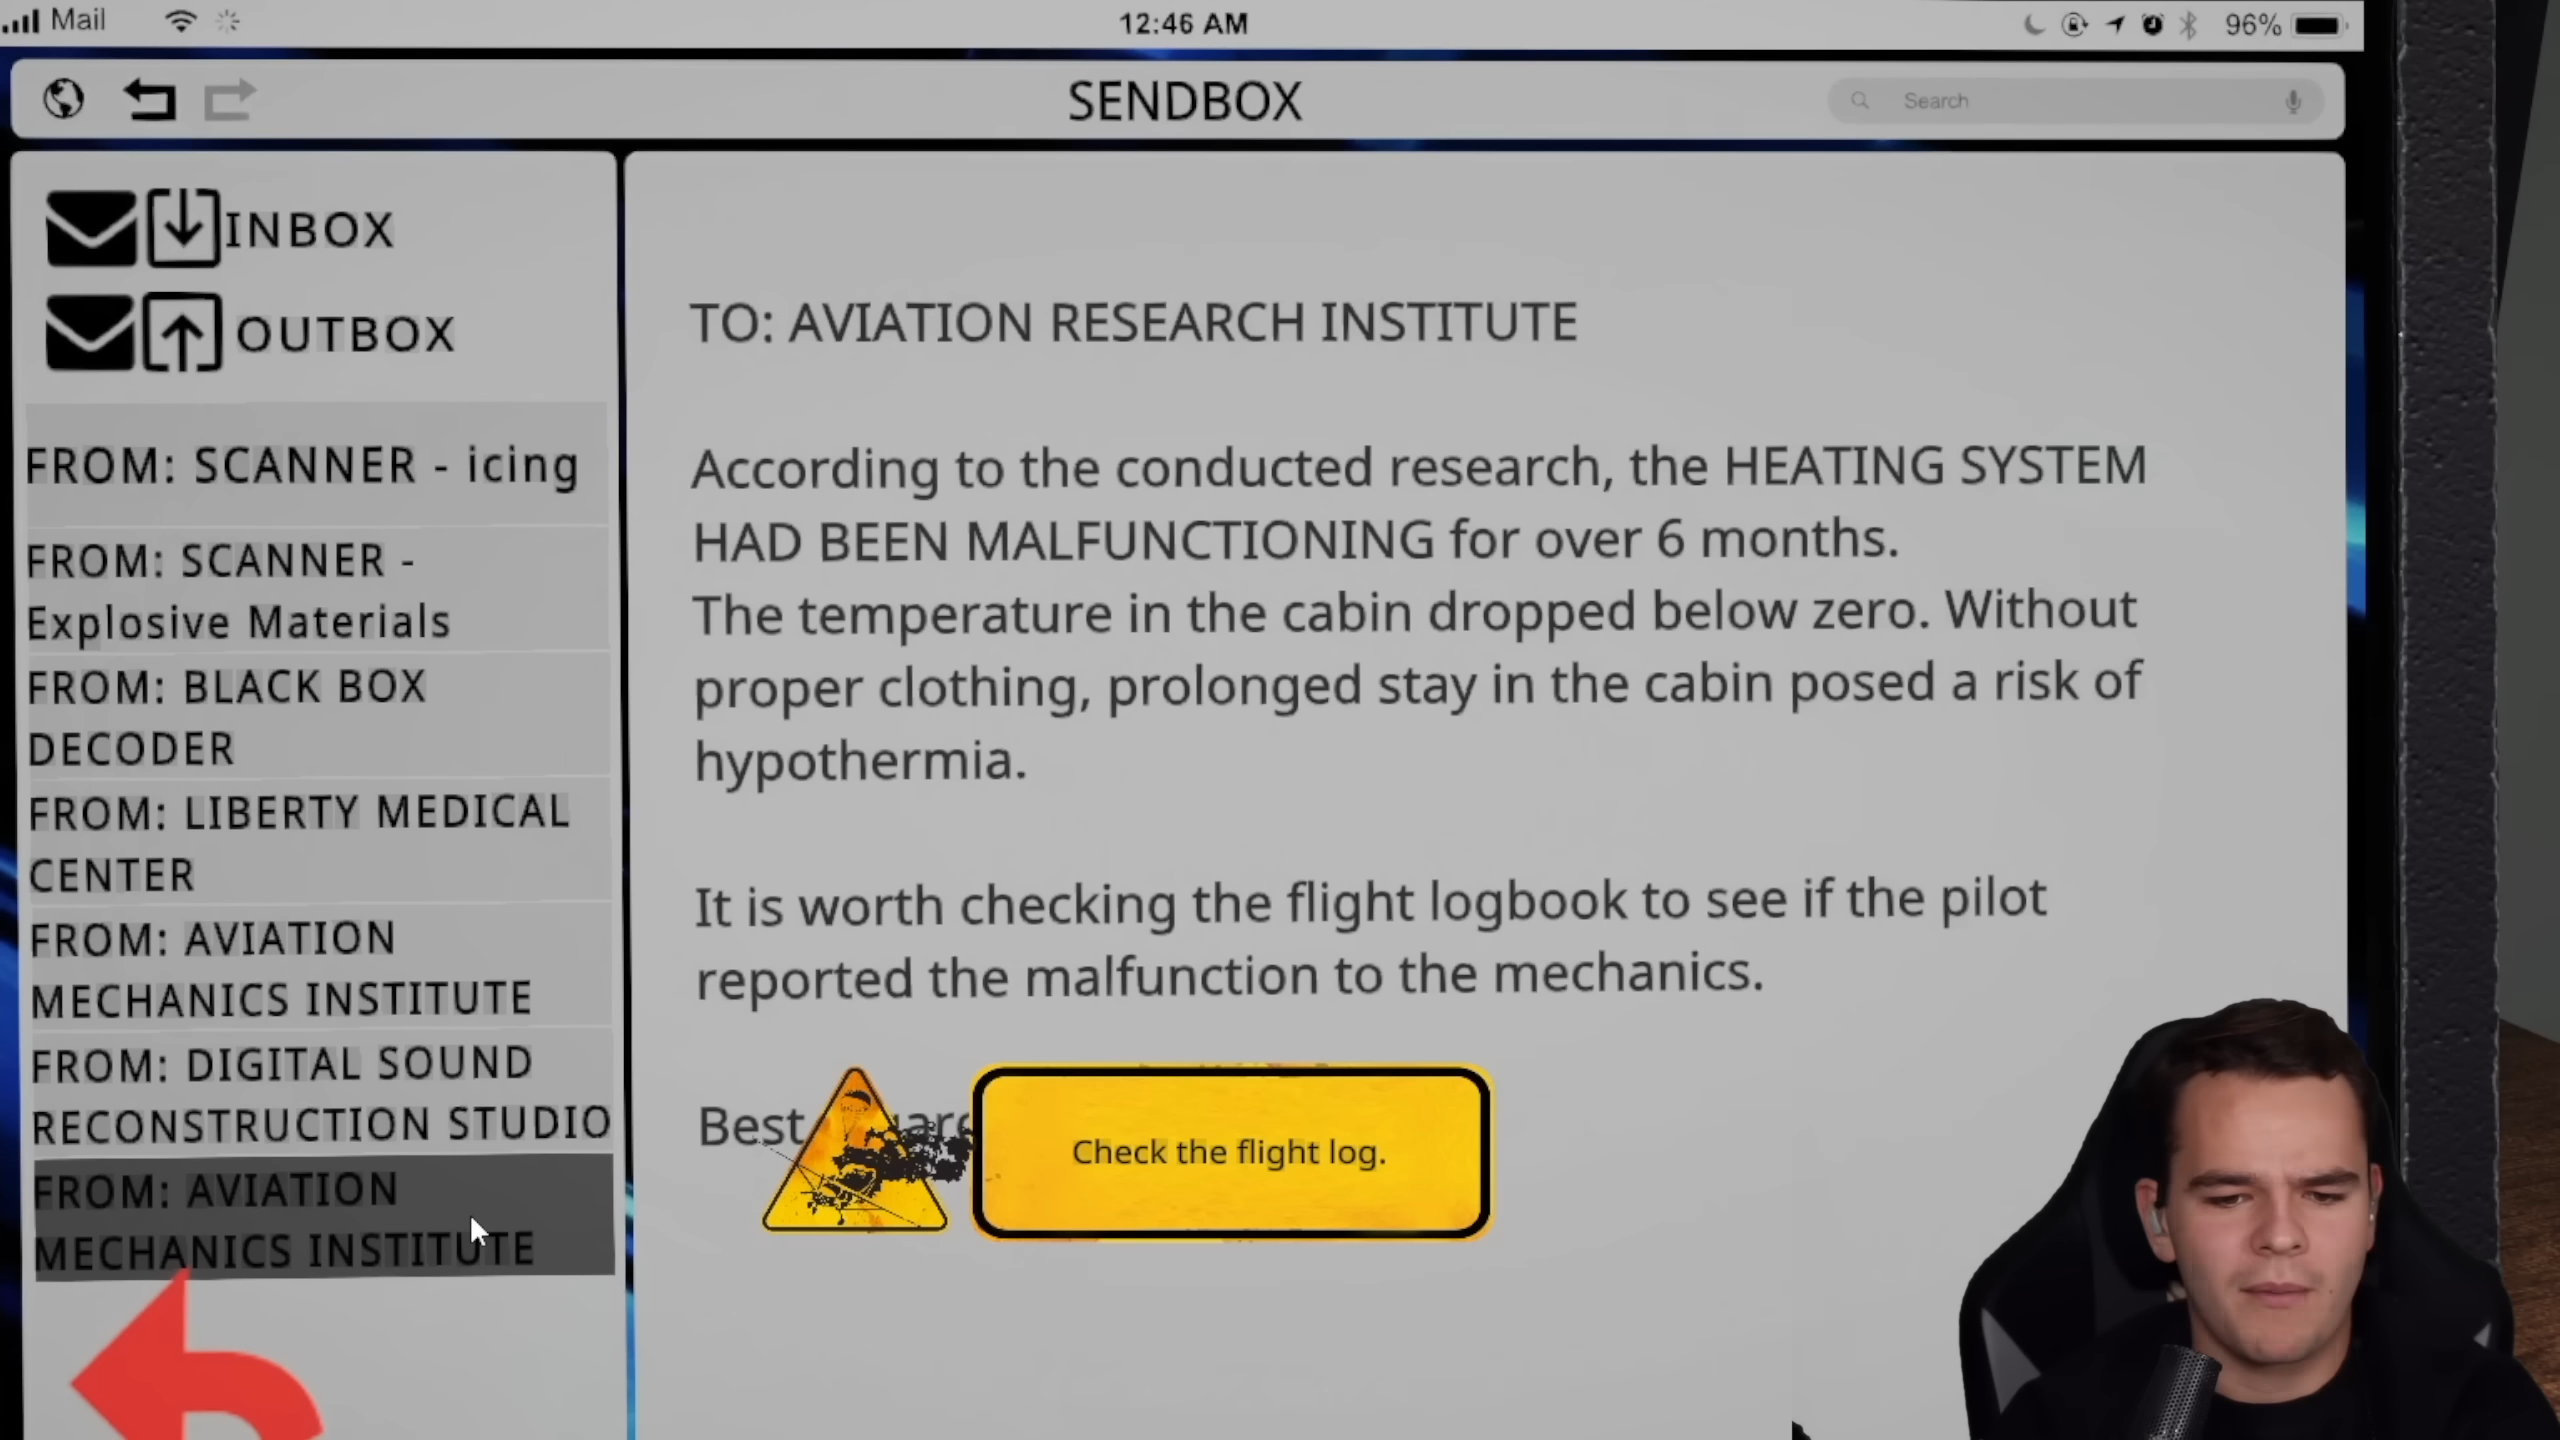 Mail
12:46 AM
96%
SENDBOX
Search
INBOX
OUTBOX
FROM: SCANNER - icing
FROM: SCANNER -
Explosive Materials
FROM: BLACK BOX
DECODER
FROM: LIBERTY MEDICAL
CENTER
FROM: AVIATION
MECHANICS INSTITUTE
FROM: DIGITAL SOUND
RECONSTRUCTION STUDIO
FROM: AVIATION
MECHANICS INSTITUTE
TO: AVIATION RESEARCH INSTITUTE
According to the conducted research, the HEATING SYSTEM
HAD BEEN MALFUNCTIONING for over 6 months.
The temperature in the cabin dropped below zero. Without
proper clothing, prolonged stay in the cabin posed a risk of
hypothermia.
It is worth checking the flight logbook to see if the pilot
reported the malfunction to the mechanics.
Best
Check the flight log.